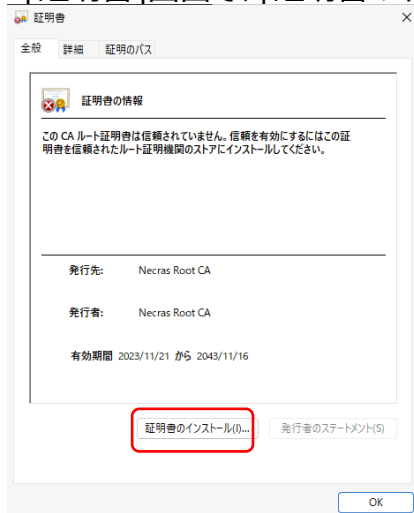 証明書
全般 詳細 証明のパス
証明書の情報
この CA ルート証明書は信頼されていません。信頼を有効にするにはこの証
明書を信頼されたルート証明機関のストアにインストールしてください。
発行先: Necras Root CA
発行者: Necras Root CA
有効期間 2023/11/21 から 2043/11/16
証明書のインストール(I)... 発行者のステートメント(S)
OK